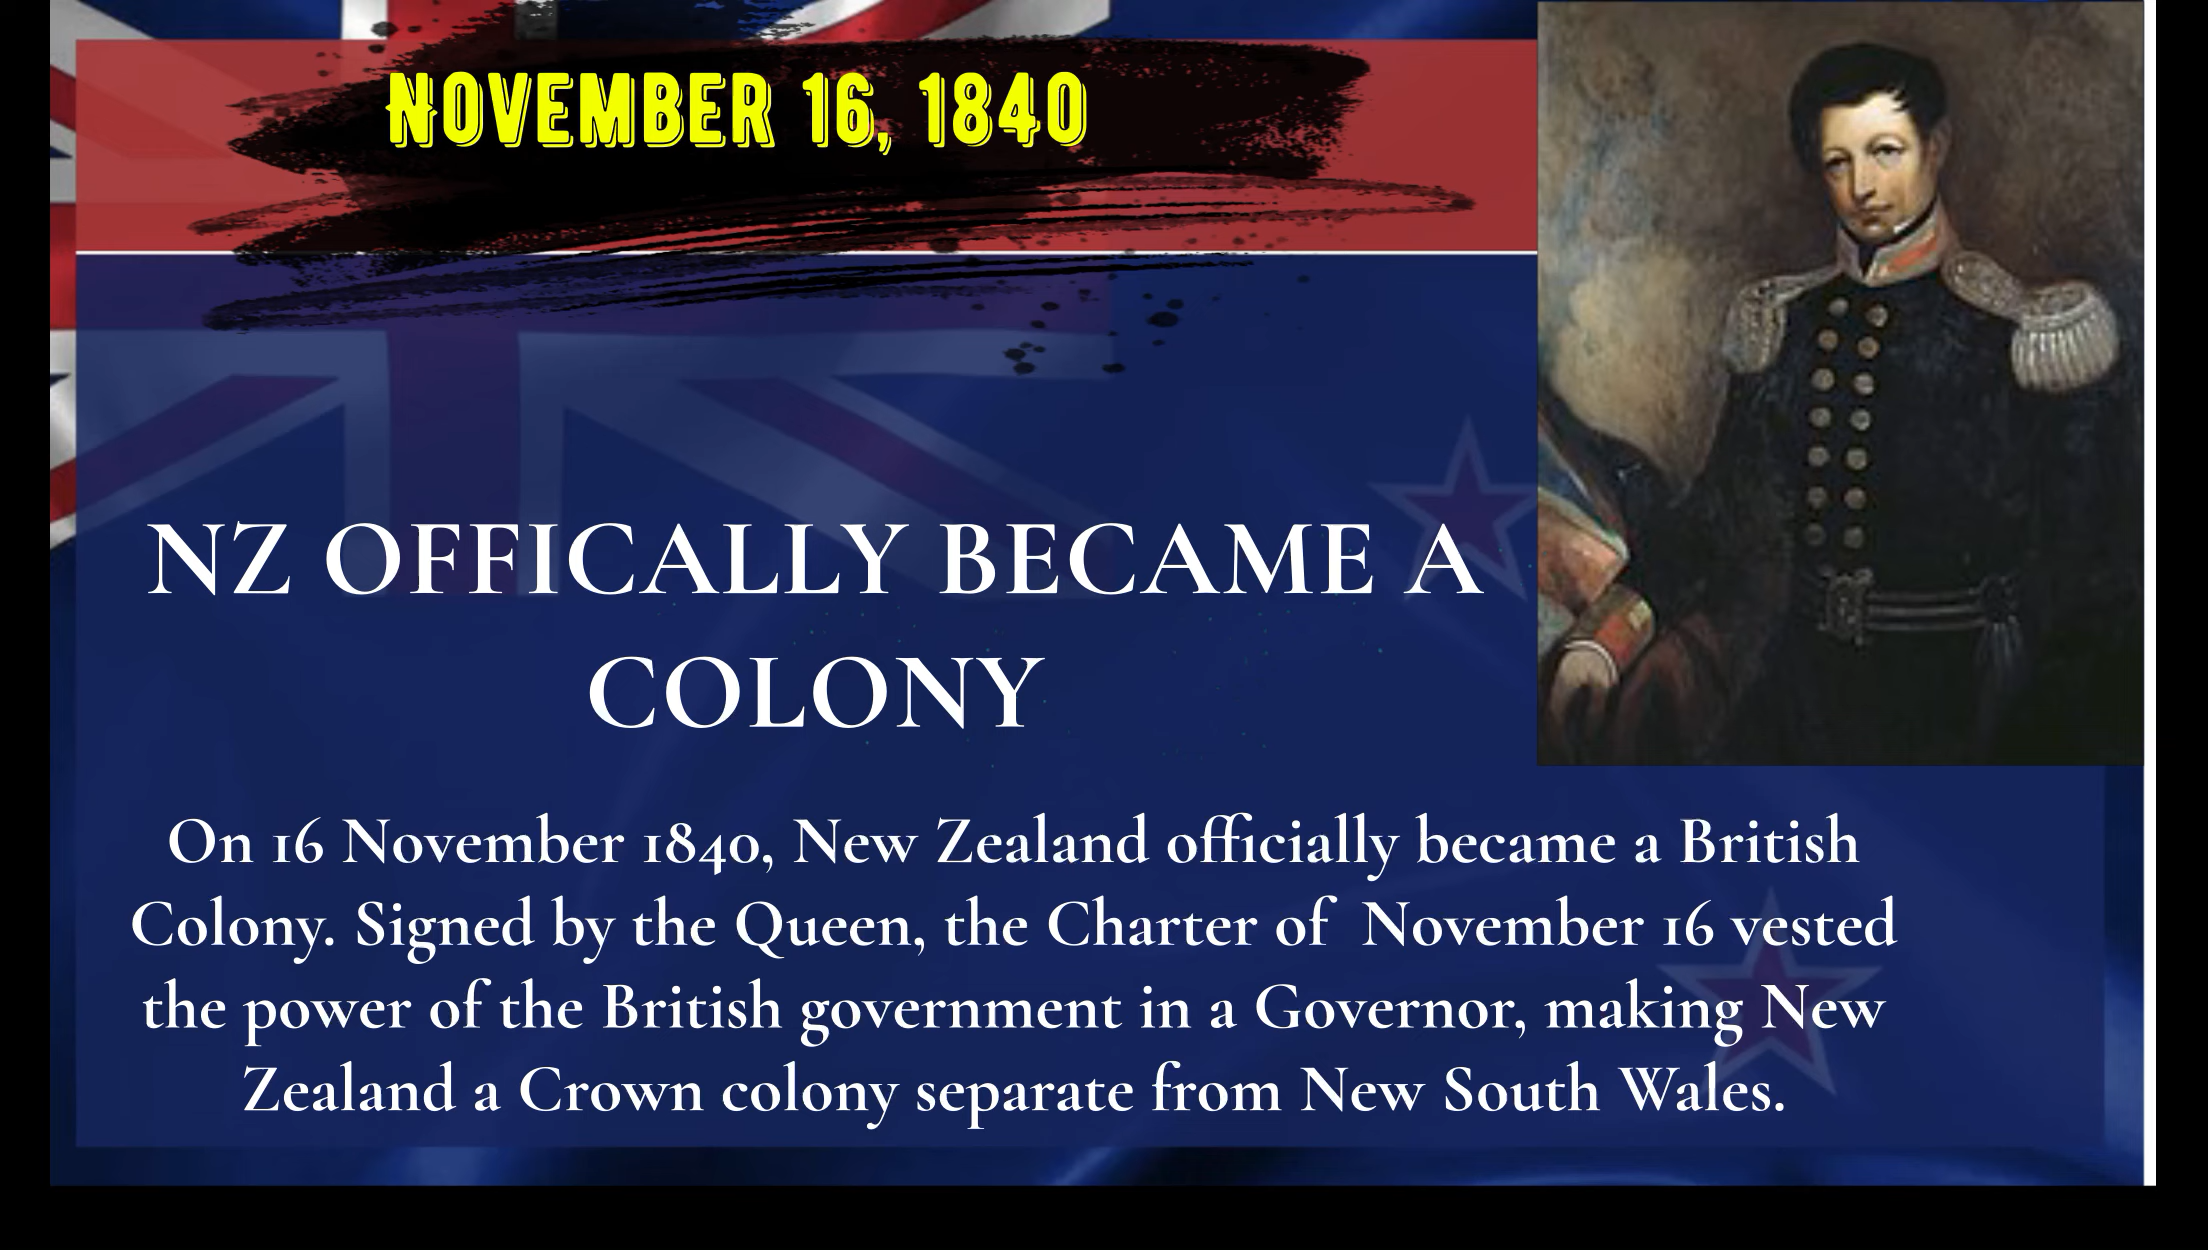 NOVEMBER 16, 1840
NZ OFFICALLY BECAME A
COLONY
On 16 November 1840, New Zealand officially became a British
Colony. Signed by the Queen, the Charter of November 16 vested
the power of the British government in a Governor, making New
Zealand a Crown colony separate from New South Wales.